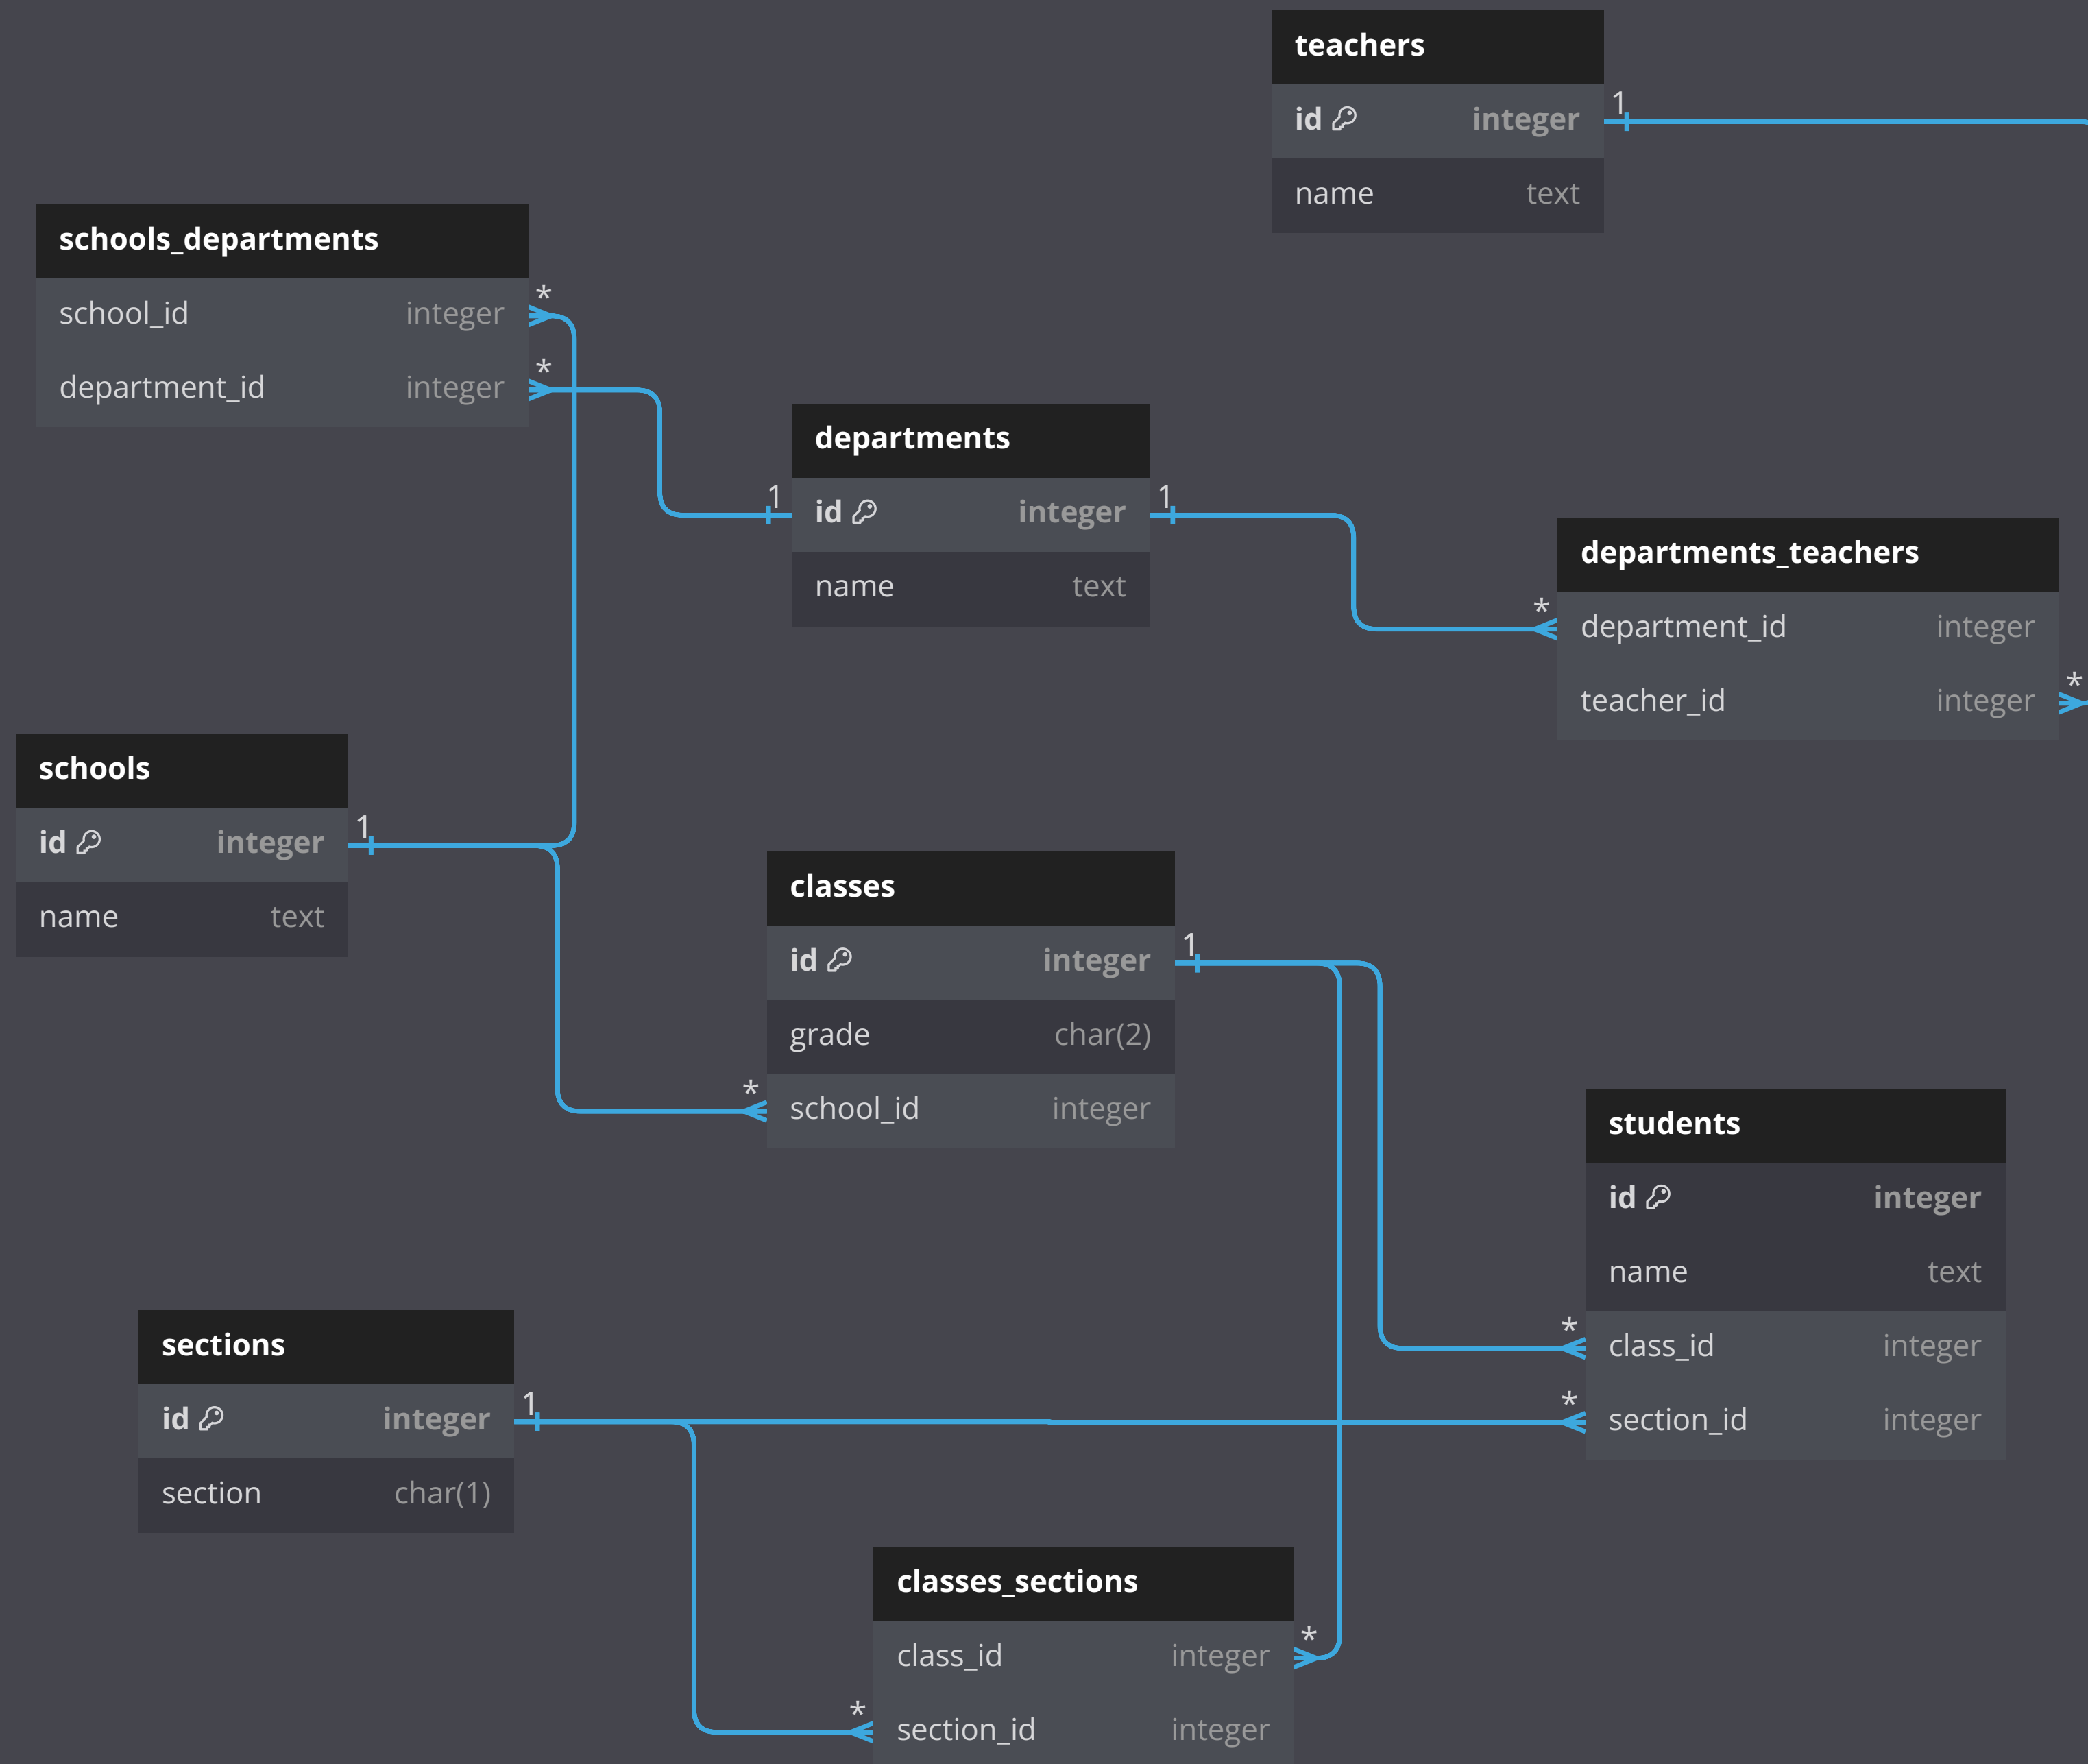 teachers
id integer 1
name text
schools_departments
school_id integer *
department_id integer *
departments
1 id integer 1
name text
departments_teachers
* department_id integer
teacher_id integer *
schools
id integer 1
name text
classes
id integer 1
grade char(2)
* school_id integer
students
id integer
name text
* class_id integer
* section_id integer
sections
id integer 1
section char(1)
classes_sections
class_id integer *
* section_id integer